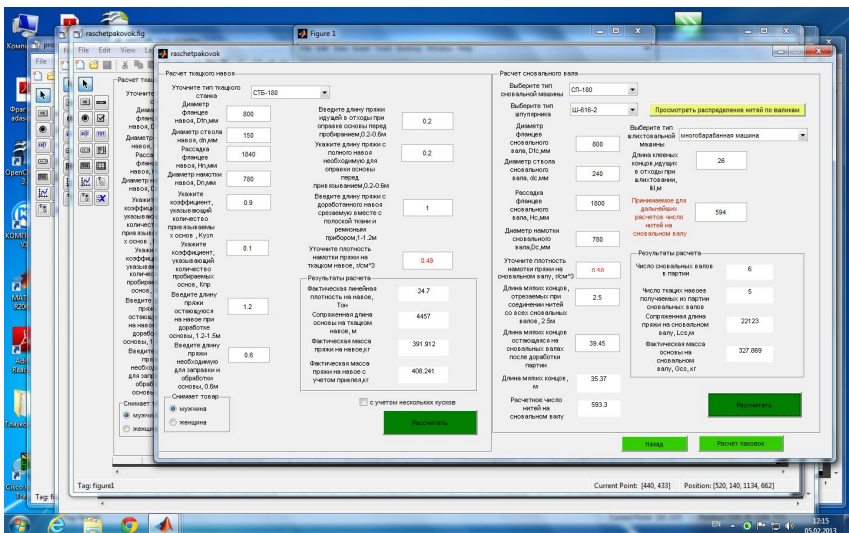 raschetpakovok.fig
Figure 1
File Edit View
raschetpakovok
Расчет ткацкого навоя
Уточните тип ткацкого станка
СТБ-180
Диаметр фланцев навоя, Dтн,мм
800
Диаметр ствола навоя, dн,мм
150
Рассадка фланцев навоя, Нн,мм
1840
Диаметр намотки навоя, Dн,мм
780
Укажите коэффициент, указывающий количество привязываемы х основ , Kузл
0.9
Укажите коэффициент, указывающий количество пробираемых основ, Кпр
0.1
Введите длину пряжи остающуюся на навое при доработке основы, 1.2-1.5м
1.2
Введите длину пряжи необходимую для заправки и обработки основы, 0.6м
0.6
Снимает товар
мужчина
женщина
Введите длину пряжи идущей в отходы при оправке основы перед пробиранием,0.2-0.6м
0.2
Укажите длину пряжи с полного навоя необходимую для оправки основы перед привязыванием,0.2-0.6м
0.2
Введите длину пряжи с доработанного навоя срезаемую вместе с полоской ткани и ремизным прибором,1-1.2м
1
Уточните плотность намотки пряжи на ткацком навое, г/см^3
0.49
Результаты расчета
Фактическая линейная плотность на навое, Тон
24.7
Сопряженная длина основы на ткацком навое, м
4457
Фактическая масса пряжи на навое,кг
391.912
Фактическая масса пряжи на навое с учетом приклея,кг
408.241
с учетом нескольких кусков
Рассчитать
Расчет сновального вала
Выберите тип сновальной машины
СП-180
Выберите тип шпулярника
Ш-616-2
Просмотреть распределение нитей по валикам
Диаметр фланцев сновального вала, D1с,мм
800
Диаметр ствола сновального вала, dс,мм
240
Рассадка фланцев сновального вала, Нс,мм
1800
Диаметр намотки сновального вала,Dс,мм
780
Уточните плотность намотки пряжи на сновальном валу, г/см^3
0.50
Длина мягких концов, отрезаемых при соединении нитей со всех сновальных валов , 2.5м
2.5
Длина мягких концов остающаяся на сновальных валах после доработки партии
39.45
Длина мягких концов, м
35.37
Расчетное число нитей на сновальном валу
593.3
Выберите тип шлихтовальной машины
многобарабанная машина
Длина клееных концов,идущих в отходы при шлихтовании, lkl,м
26
Принимаемое для дальнейших расчетов число нитей на сновальном валу
594
Результаты расчета
Число сновальных валов в партии
6
Число ткацих навоев получаемых из партии сновальных валов
5
Сопряженная длина пряжи на сновальном валу, Lcs,м
22123
Фактическая масса основы на сновальном валу, Gcs, кг
327.869
Рассчитать
Назад
Расчет паковок
Tag: figure1
Current Point: [440, 433]
Position: [520, 140, 1134, 662]
EN
12:15
05.02.2013